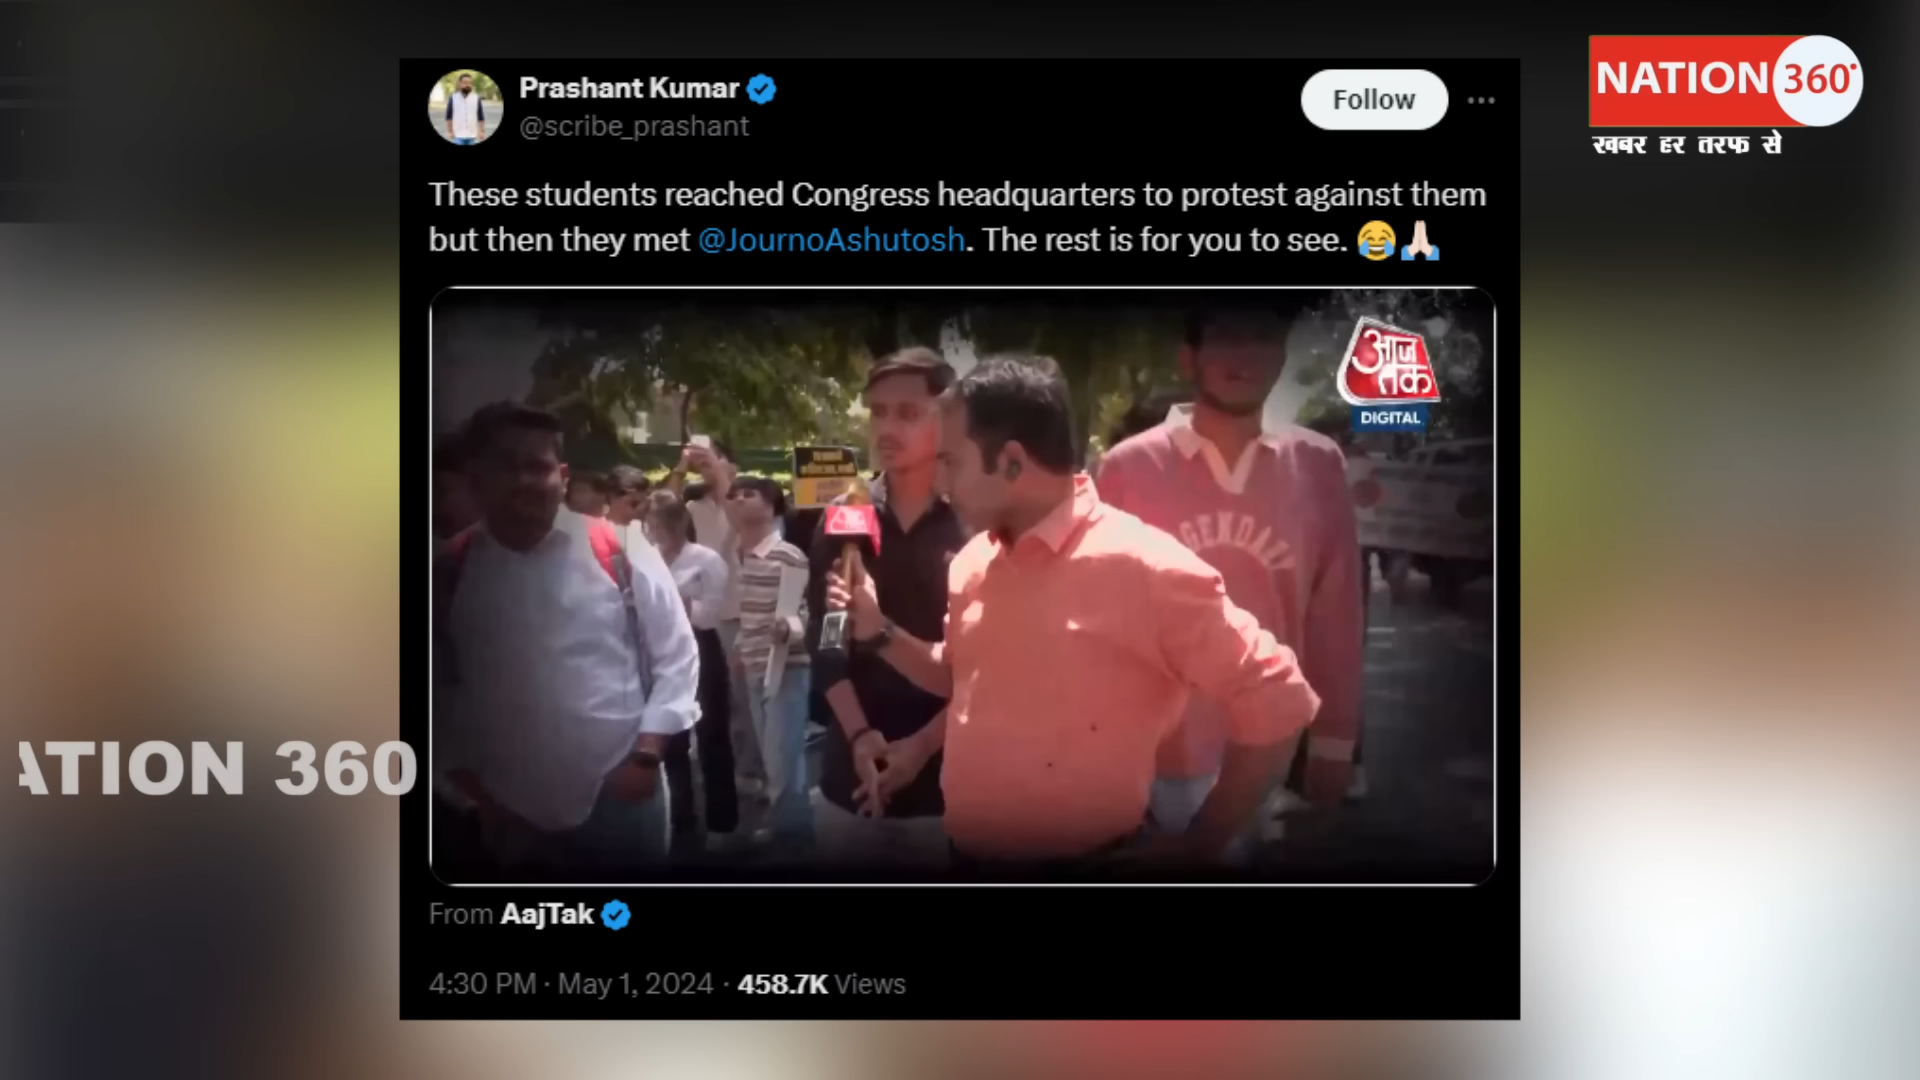 Prashant Kumar
@scribe_prashant
Follow
NATION 360°
खबर हर तरफ से
These students reached Congress headquarters to protest against them
but then they met @JournoAshutosh. The rest is for you to see. 😂🙏🏻
आज
तक
DIGITAL
GENDA
ATION 360
From AajTak
4:30 PM · May 1, 2024 · 458.7K Views